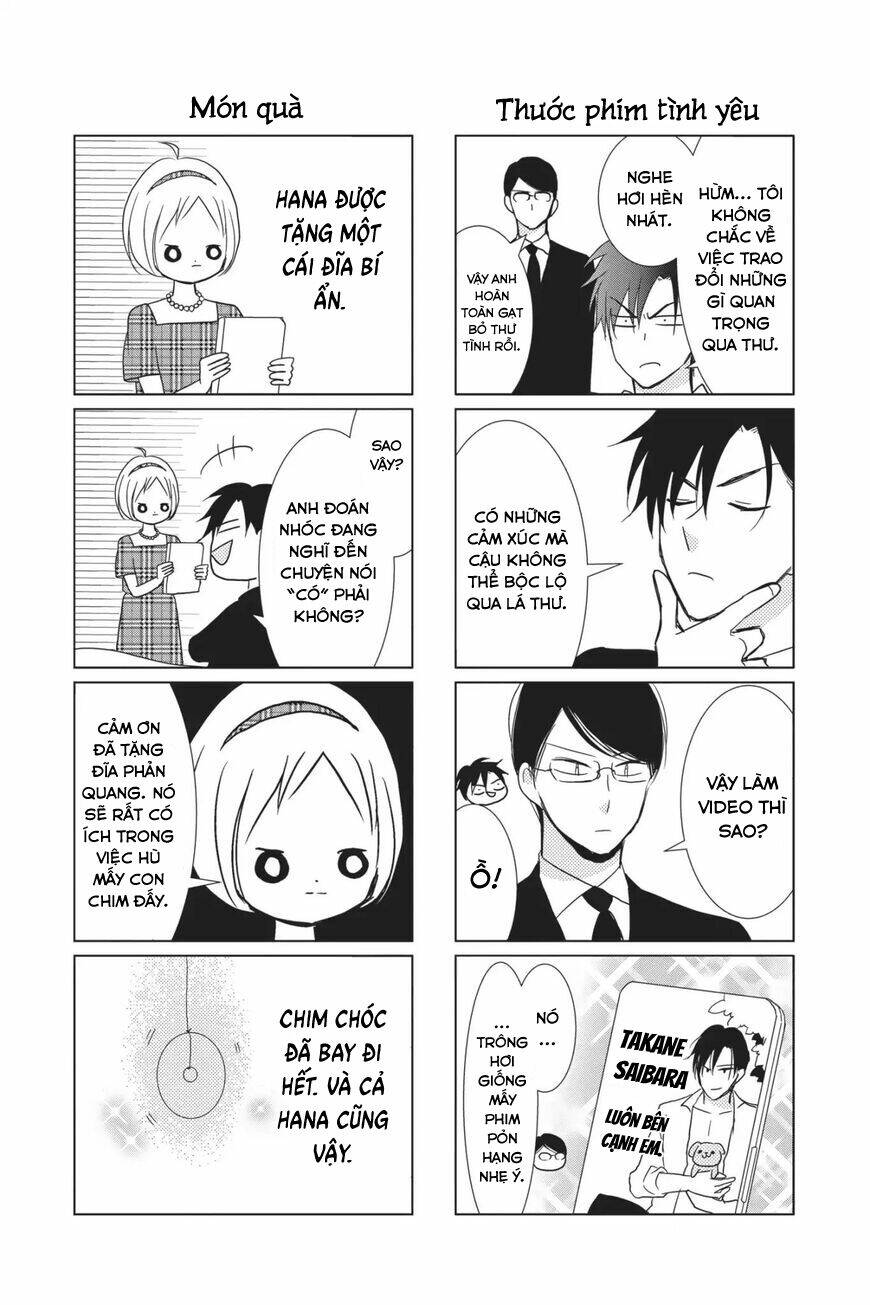 Thước phim tình yêu
HỪM... TÔI
KHÔNG
CHẮC VỀ
VIỆC TRAO
ĐỔI NHỮNG
GÌ QUAN
TRỌNG
QUA THƯ.
NGHE
HƠI HÈN
NHÁT.
VẬY ANH
HOÀN
TOÀN GẠT
BỎ THƯ
TÌNH RỒI.
CÓ NHỮNG
CẢM XÚC MÀ
CẬU KHÔNG
THỂ BỘC LỘ
QUA LÁ THƯ.
VẬY LÀM
VIDEO THÌ
SAO?
Ồ!
TAKANE
SAIBARA
LUÔN BÊN
CẠNH EM.
NÓ
...
...
TRÔNG
HƠI
GIỐNG
MẤY
PHIM
PỎN
HẠNG
NHẸ Ý.
Món quà
HANA ĐƯỢC
TẶNG MỘT
CÁI ĐĨA BÍ
ẨN.
SAO
VẬY?
ANH ĐOÁN
NHÓC ĐANG
NGHĨ ĐẾN
CHUYỆN NÓI
“CÓ” PHẢI
KHÔNG?
CẢM ƠN
ĐÃ TẶNG
ĐĨA PHẢN
QUANG. NÓ
SẼ RẤT CÓ
ÍCH TRONG
VIỆC HÙ
MẤY CON
CHIM ĐẤY.
CHIM CHÓC
ĐÃ BAY ĐI
HẾT. VÀ CẢ
HANA CŨNG
VẬY.